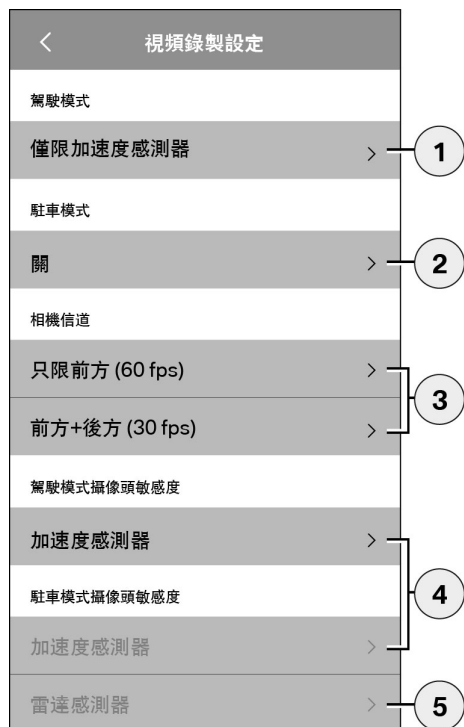 視頻錄製設定
駕駛模式
僅限加速度感測器
1
駐車模式
關
2
相機信道
只限前方 (60 fps)
3
前方+後方 (30 fps)
駕駛模式攝像頭敏感度
加速度感測器
駐車模式攝像頭敏感度
4
加速度感測器
雷達感測器
5